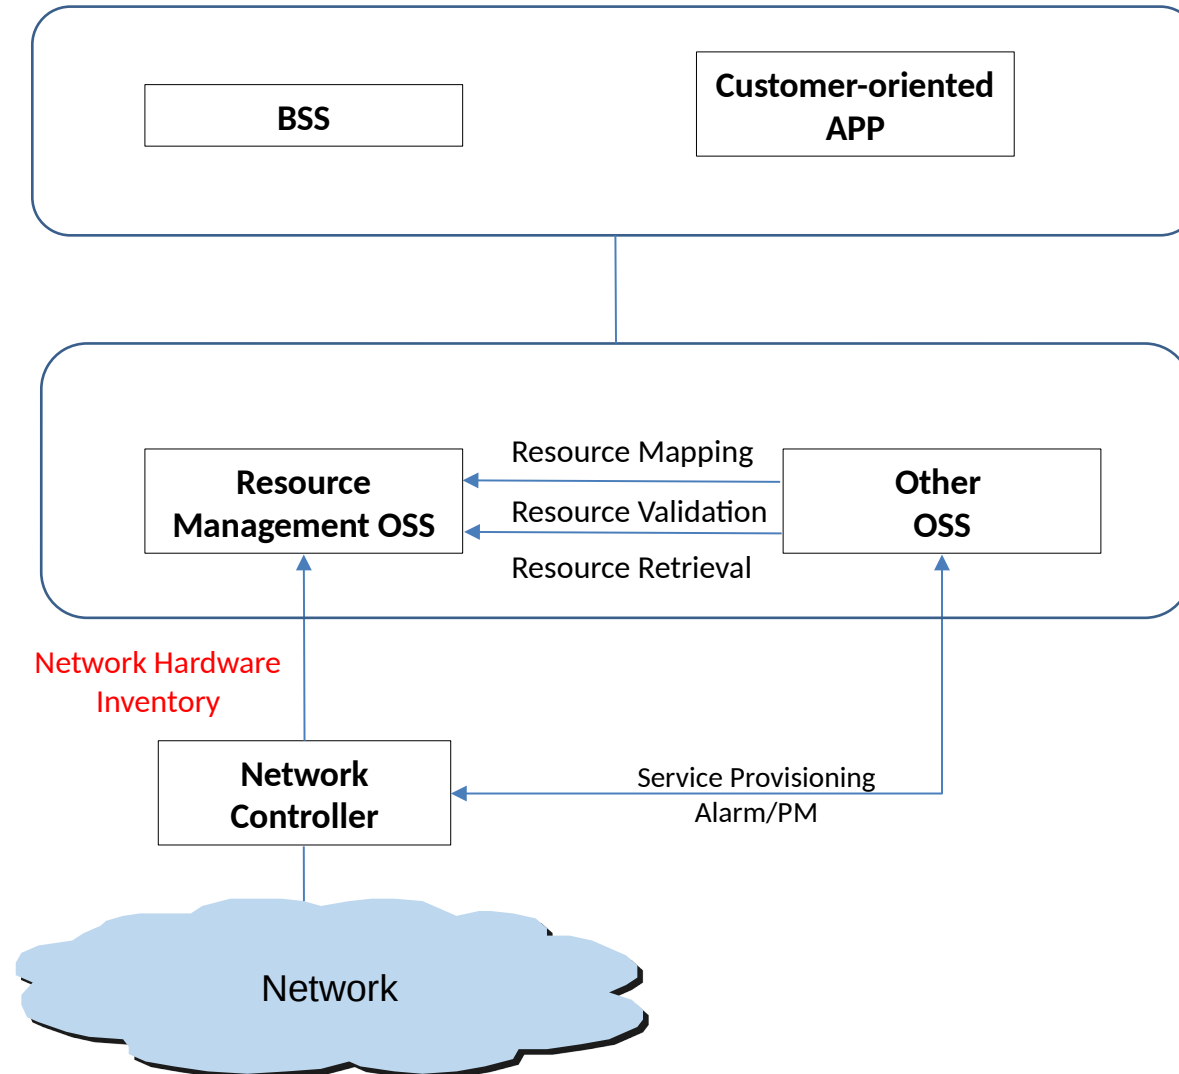 BSS
Customer-oriented
APP
Resource Mapping
Resource
Management OSS
Other
OSS
Resource Validation
Resource Retrieval
Network Hardware
Inventory
Network
Controller
Service Provisioning
Alarm/PM
Network